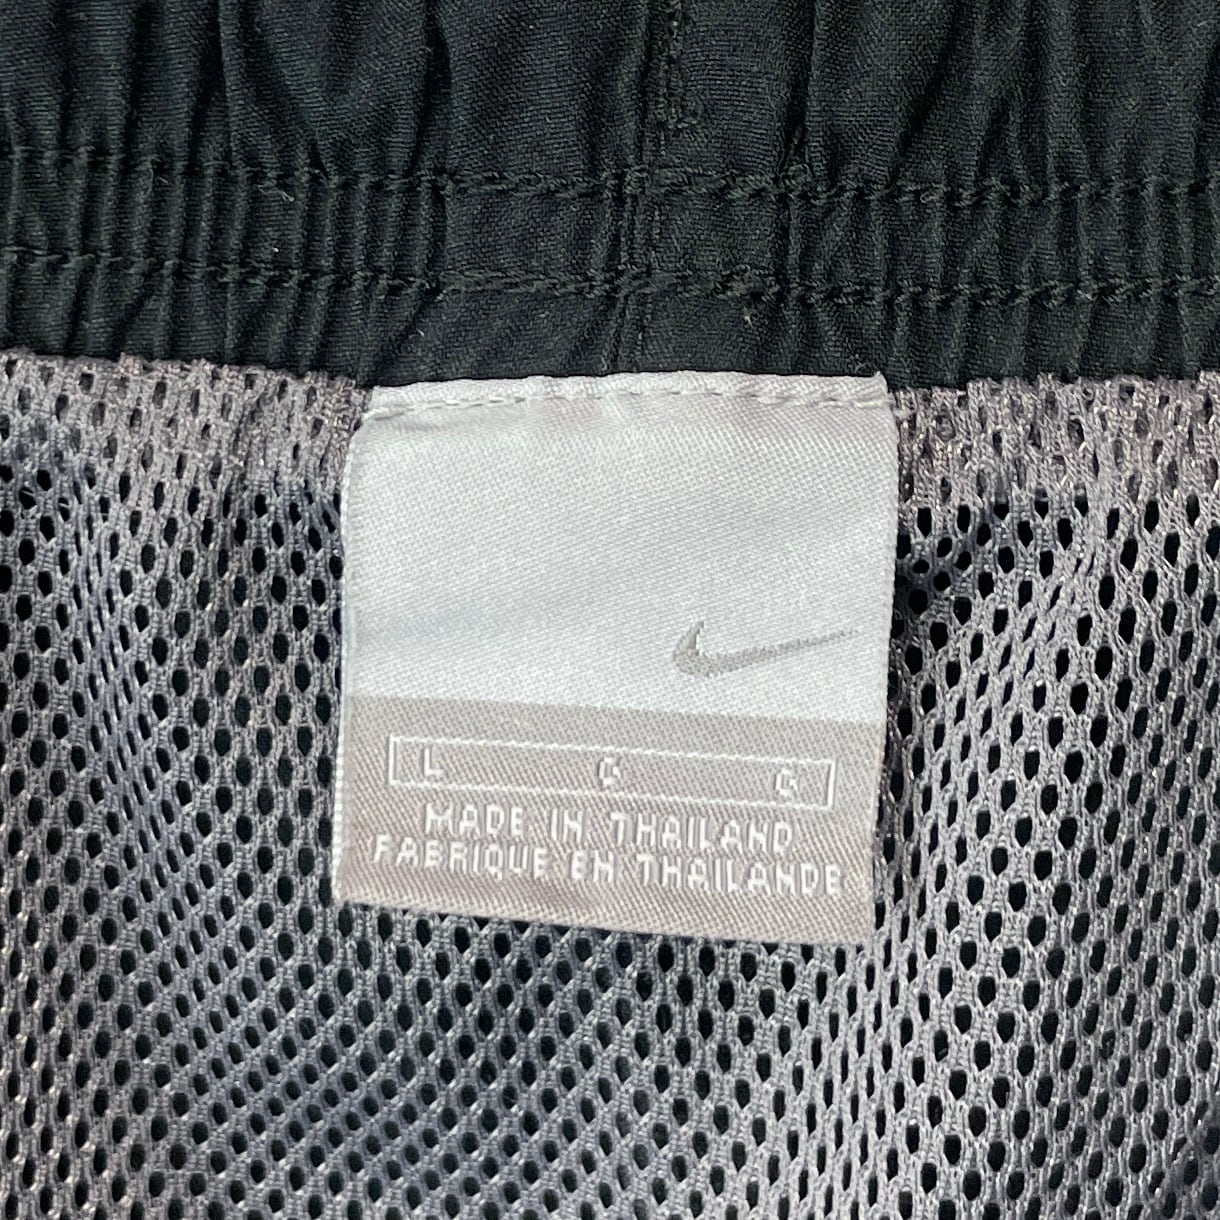 L G G
MADE IN THAILAND
FABRIQUE EN THAILANDE